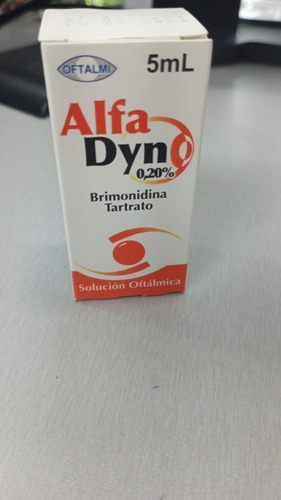 OFTALMI
5mL
Alfa
Dyn
0,20%
Brimonidina
Tartrato
Solución Oftálmica